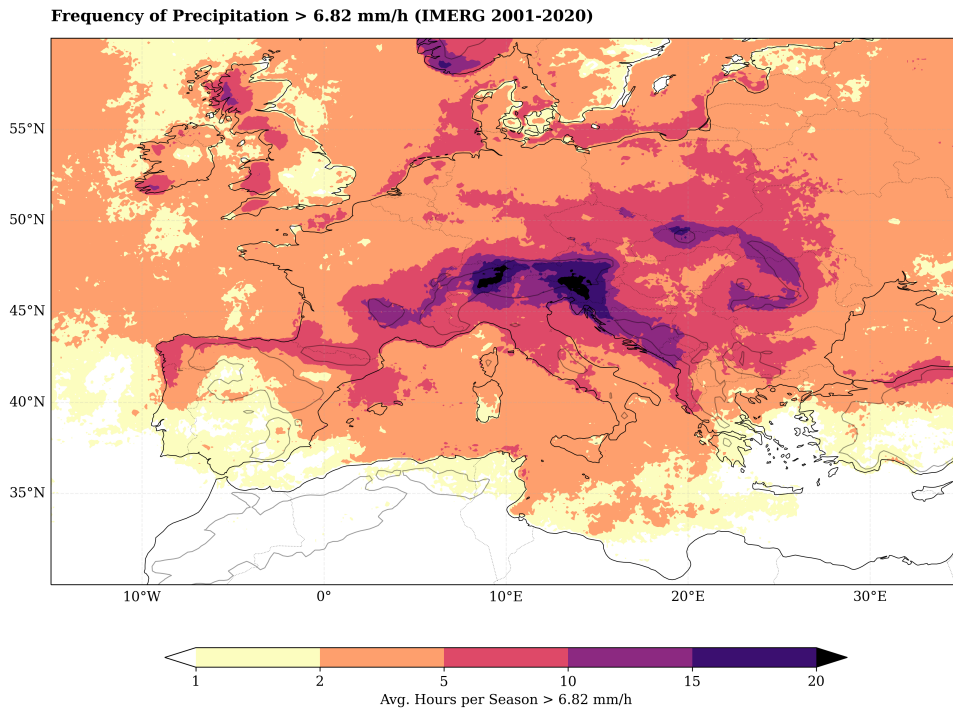 Frequency of Precipitation > 6.82 mm/h (IMERG 2001-2020)
55°N
50°N
45°N
40°N
35°N
10°W 0° 10°E 20°E 30°E
1 2 5 10 15 20
Avg. Hours per Season > 6.82 mm/h